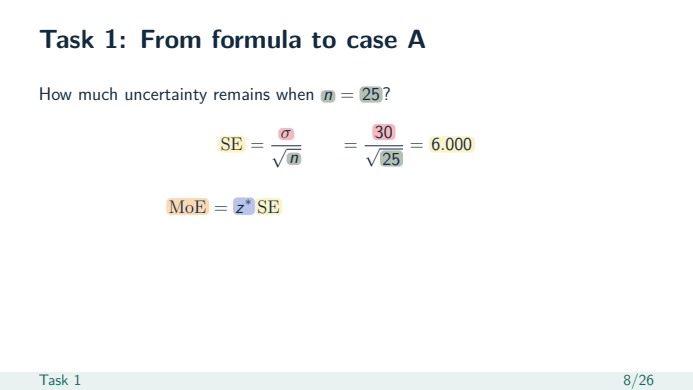 Task 1: From formula to case A
How much uncertainty remains when n = 25?
SE = σ/√n = 30/√25 = 6.000
MoE = z* SE
Task 1 8/26